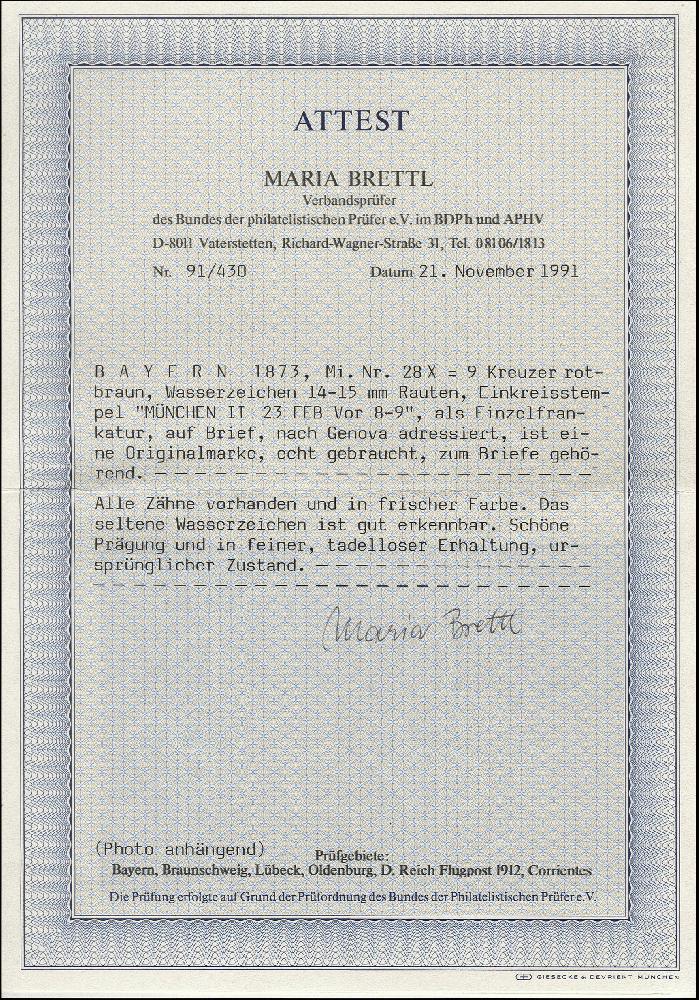 ATTEST
MARIA BRETTL
Verbandsprüfer
des Bundes der philatelistischen Prüfer e.V. im BDPh und APHV
D-8011 Vaterstetten, Richard-Wagner-Straße 31, Tel. 08106/1813
Nr. 91/430 Datum 21. November 1991
B A Y E R N 1873, Mi.Nr. 28X = 9 Kreuzer rot-
braun, Wasserzeichen 14-15 mm Rauten, Einkreisstem-
pel "MÜNCHEN II 23 FEB Vor 8-9", als Einzelfran-
katur, auf Brief, nach Genova adressiert, ist ei-
ne Originalmarke, echt gebraucht, zum Briefe gehö-
rend. — — — — — — — — — — — — — — — — — — — — — —
Alle Zähne vorhanden und in frischer Farbe. Das
seltene Wasserzeichen ist gut erkennbar. Schöne
Prägung und in feiner, tadelloser Erhaltung, ur-
sprünglicher Zustand. — — — — — — — — — — — — — —
— — — — — — — — — — — — — — — — — — — — — — — — —
Maria Brettl
(Photo anhängend)
Prüfgebiete:
Bayern, Braunschweig, Lübeck, Oldenburg, D. Reich Flugpost 1912, Corrientes
Die Prüfung erfolgte auf Grund der Prüfordnung des Bundes der Philatelistischen Prüfer e.V.
GIESECKE & DEVRIENT MÜNCHEN